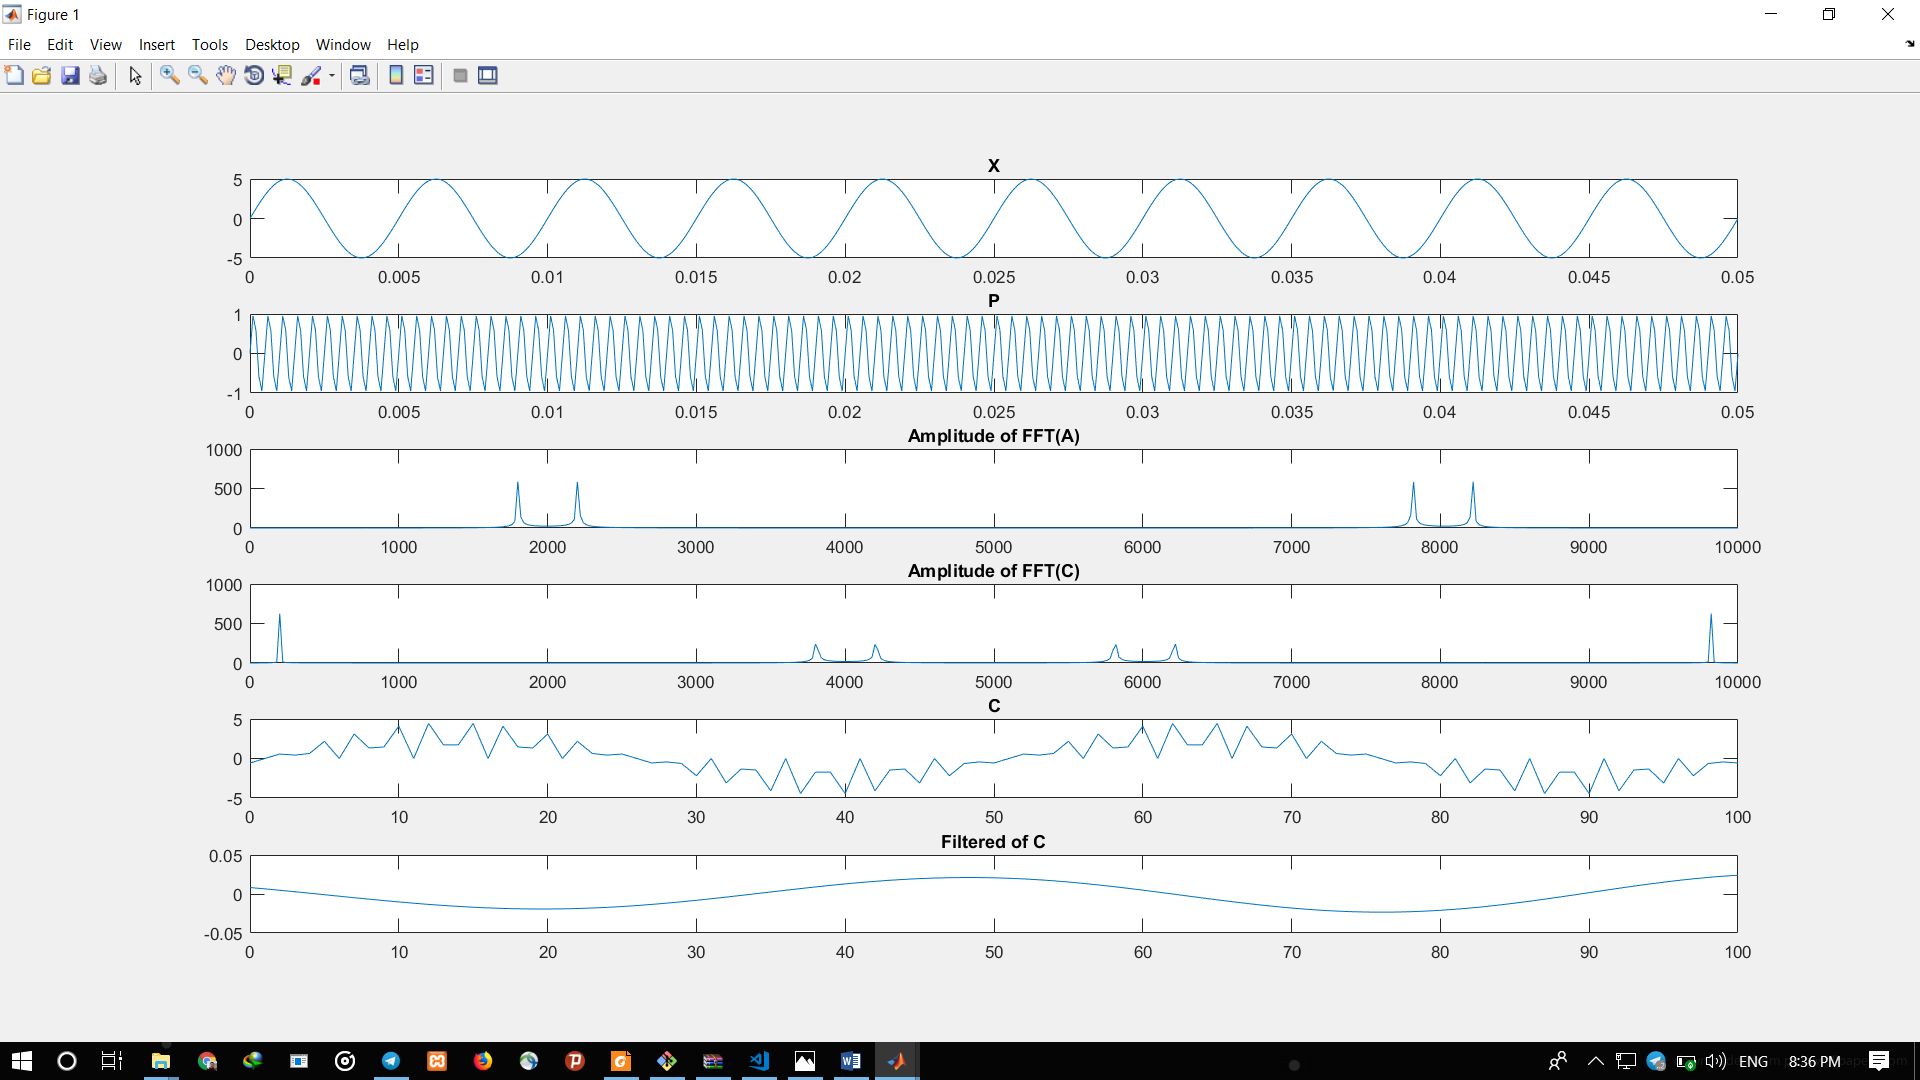 Figure 1
File Edit View Insert Tools Desktop Window Help
X
5
0
-5
0 0.005 0.01 0.015 0.02 0.025 0.03 0.035 0.04 0.045 0.05
P
1
0
-1
0 0.005 0.01 0.015 0.02 0.025 0.03 0.035 0.04 0.045 0.05
Amplitude of FFT(A)
1000
500
0
0 1000 2000 3000 4000 5000 6000 7000 8000 9000 10000
Amplitude of FFT(C)
1000
500
0
0 1000 2000 3000 4000 5000 6000 7000 8000 9000 10000
C
5
0
-5
0 10 20 30 40 50 60 70 80 90 100
Filtered of C
0.05
0
-0.05
0 10 20 30 40 50 60 70 80 90 100
ENG 8:36 PM